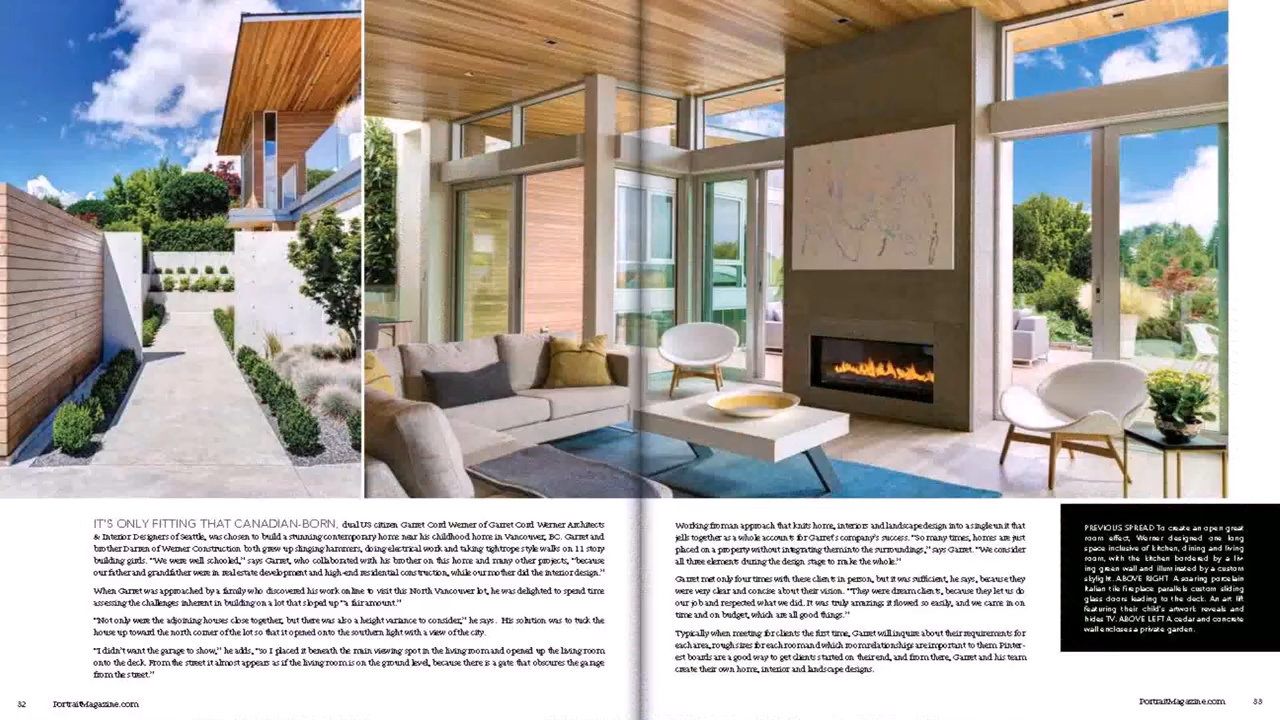 IT'S ONLY FITTING THAT CANADIAN-BORN, dual US citizen Garret Cord Werner of Garret Cord Werner Architects
& Interior Designers of Seattle, was chosen to build a stunning contemporary home near his childhood home in Vancouver, BC. Garret and
brother Darren of Werner Construction both grew up slinging hammers, doing electrical work and taking tightrope style walks on 11 story
building girds. "We were well schooled," says Garret, who collaborated with his brother on this home and many other projects, "because
our father and grandfather were in real estate development and high-end residential construction, while our mother did the interior design."
When Garret was approached by a family who discovered his work online to visit this North Vancouver lot, he was delighted to spend time
assessing the challenges inherent in building on a lot that sloped up "a fair amount."
"Not only were the adjoining houses close together, but there was also a height variance to consider," he says. His solution was to tuck the
house up toward the north corner of the lot so that it opened onto the southern light with a view of the city.
"I didn't want the garage to show," he adds, "so I placed it beneath the main viewing spot in the living room and opened up the living room
onto the deck. From the street it almost appears as if the living room is on the ground level, because there is a gate that obscures the garage
from the street."
32 PortraitMagazine.com
Working from an approach that knits home, interiors and landscape design into a single unit that
jells together as a whole accounts for Garret's company's success. "So many times, homes are just
placed on a property without integrating them into the surroundings," says Garret. "We consider
all three elements during the design stage to make the whole."
Garret met only four times with these clients in person, but it was sufficient, he says, because they
were very clear and concise about their vision. "They were dream clients, because they let us do
our job and respected what we did. It was truly amazing; it flowed so easily, and we came in on
time and on budget, which are all good things."
Typically when meeting for clients the first time, Garret will inquire about their requirements for
each area, rough sizes for each room and which room relationships are important to them. Pinter-
est boards are a good way to get clients started on their end, and from there, Garret and his team
create their own home, interior and landscape designs.
PREVIOUS SPREAD To create an open great
room effect, Werner designed one long
space inclusive of kitchen, dining and living
room, with the kitchen bordered by a liv-
ing green wall and illuminated by a custom
skylight. ABOVE RIGHT A soaring porcelain
Italian tile fireplace parallels custom sliding
glass doors leading to the deck. An art lift
featuring their child's artwork reveals and
hides TV. ABOVE LEFT A cedar and concrete
wall encloses a private garden.
PortraitMagazine.com 33